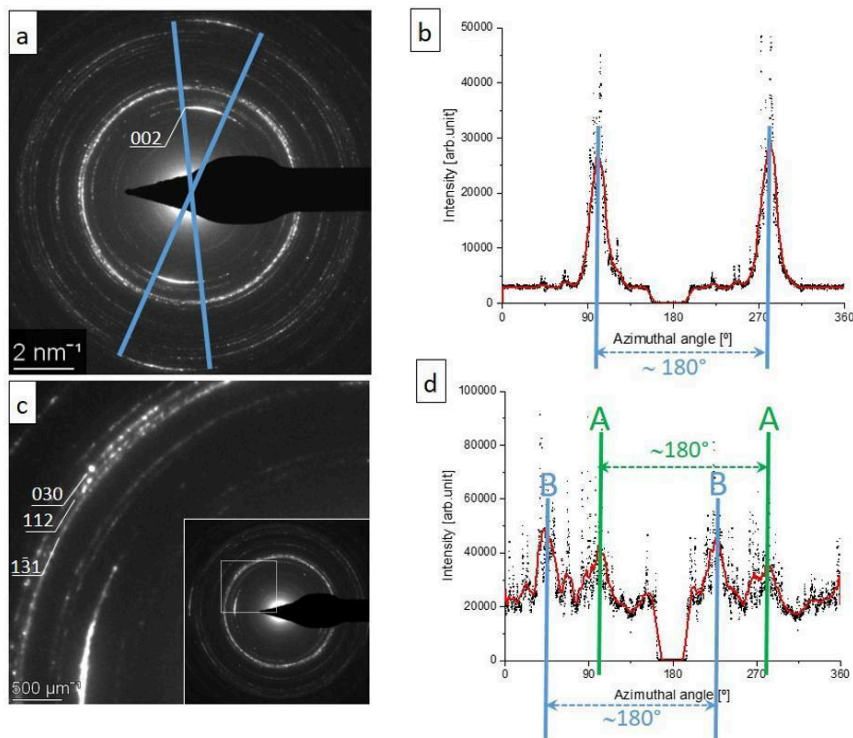 a
002
2 nm⁻¹
b
50000
40000
30000
20000
10000
0
Intensity [arb.unit]
0 90 180 270 360
Azimuthal angle [º]
~ 180°
c
030
112
1̄31
500 µm⁻¹
d
100000
80000
60000
40000
20000
0
Intensity [arb.unit]
A A
~180°
B B
0 90 180 270 360
Azimuthal angle [º]
~180°